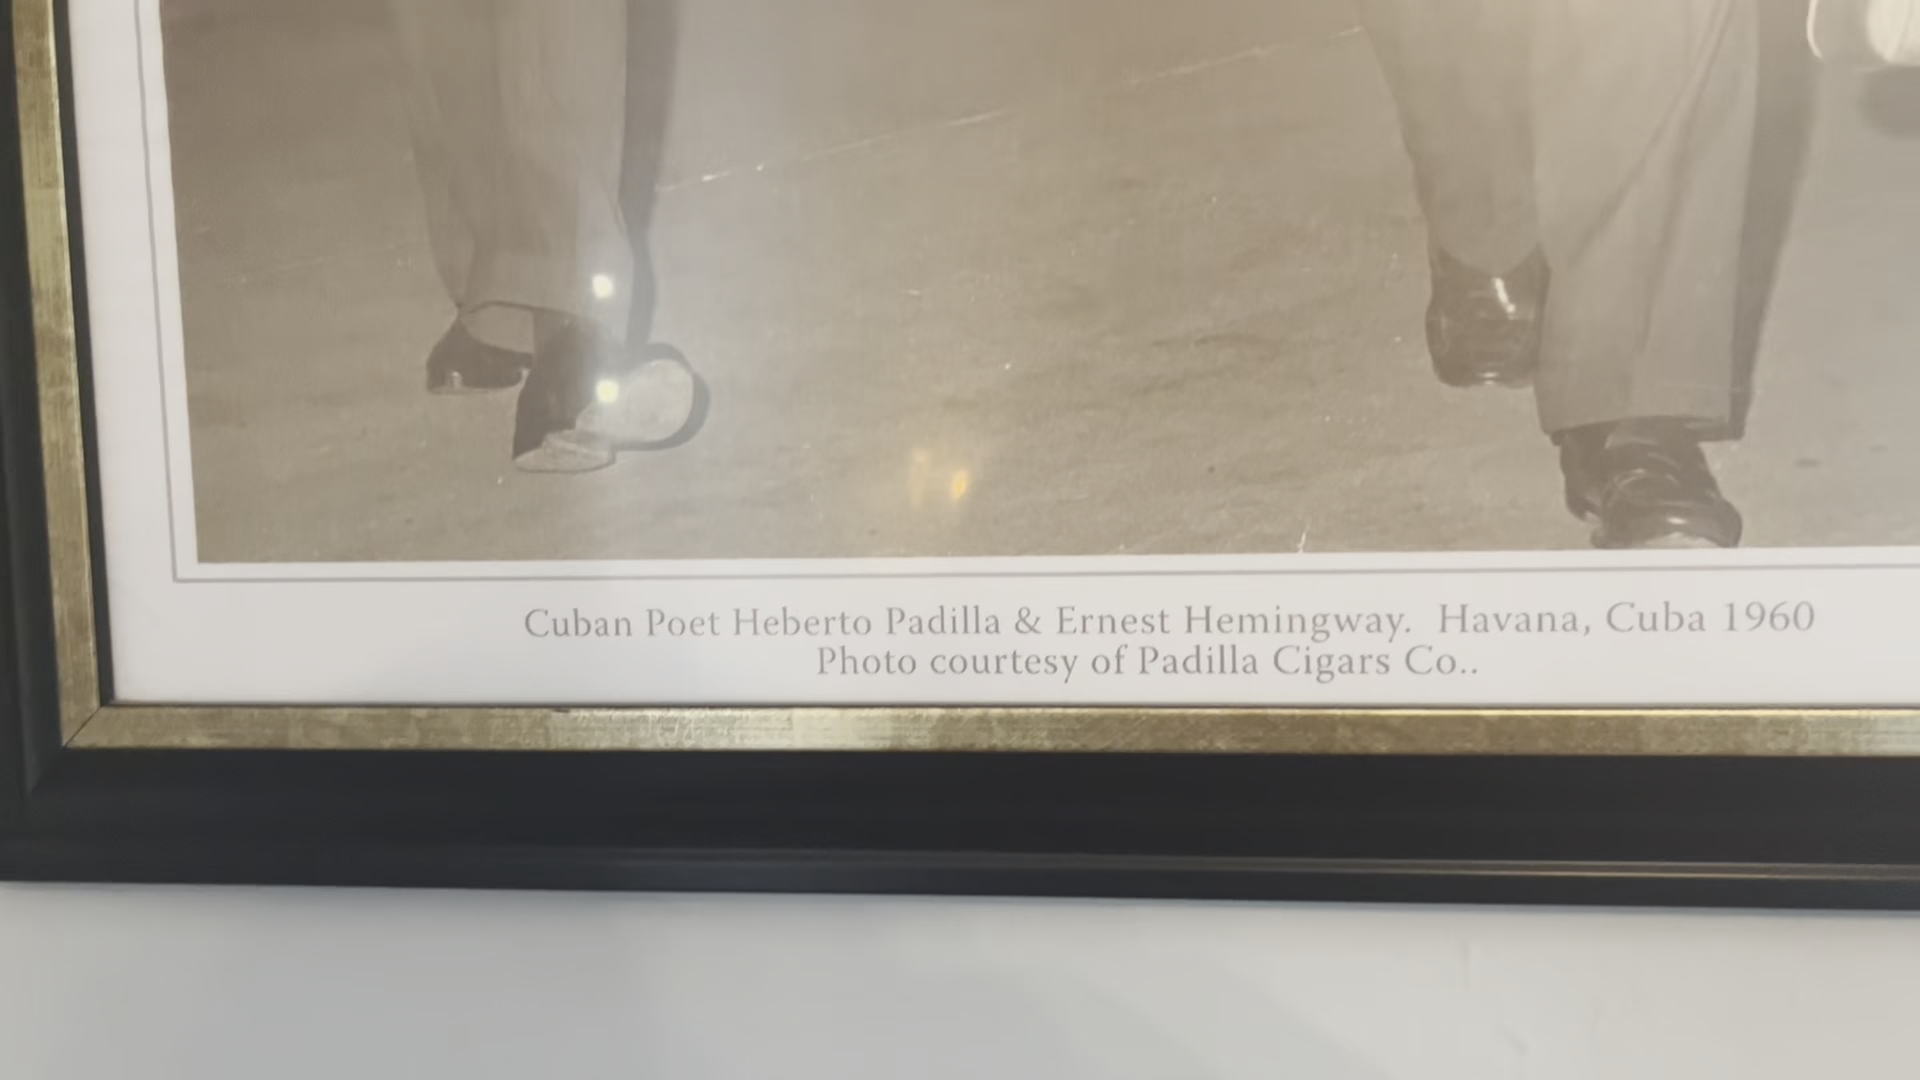 Cuban Poet Heberto Padilla & Ernest Hemingway. Havana, Cuba 1960
Photo courtesy of Padilla Cigars Co..